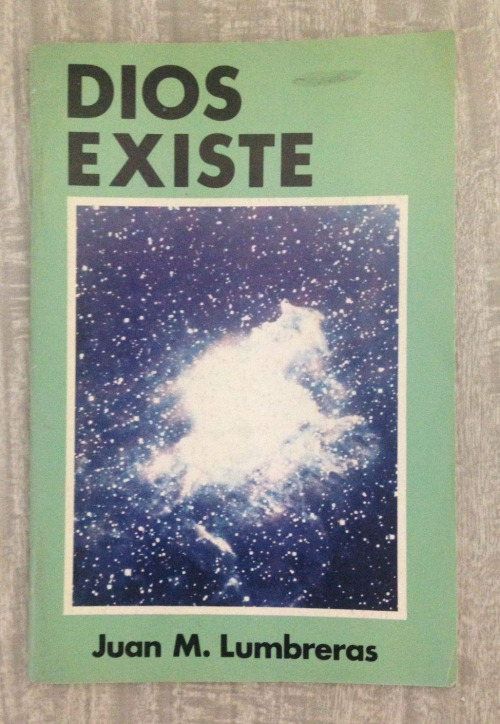 DIOS
EXISTE
Juan M. Lumbreras